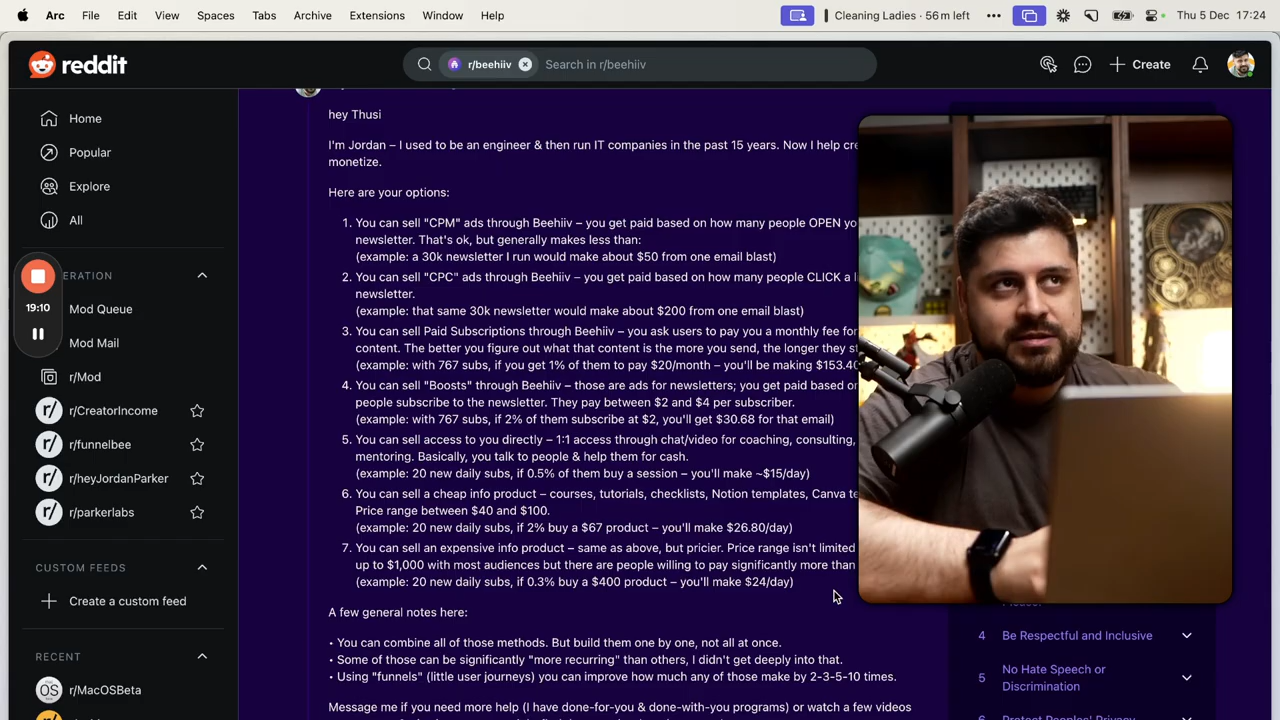 Arc File Edit View Spaces Tabs Archive Extensions Window Help Cleaning Ladies · 56 m left Thu 5 Dec 17:24
reddit r/beehiiv Search in r/beehiiv Create
Home
Popular
Explore
All
ERATION
Mod Queue
19:10
Mod Mail
r/Mod
r/ r/CreatorIncome
r/ r/funnelbee
r/ r/heyJordanParker
r/ r/parkerlabs
CUSTOM FEEDS
Create a custom feed
RECENT
OS r/MacOSBeta
hey Thusi
I'm Jordan – I used to be an engineer & then run IT companies in the past 15 years. Now I help cre
monetize.
Here are your options:
1. You can sell "CPM" ads through Beehiiv – you get paid based on how many people OPEN yo
newsletter. That's ok, but generally makes less than:
(example: a 30k newsletter I run would make about $50 from one email blast)
2. You can sell "CPC" ads through Beehiiv – you get paid based on how many people CLICK a l
newsletter.
(example: that same 30k newsletter would make about $200 from one email blast)
3. You can sell Paid Subscriptions through Beehiiv – you ask users to pay you a monthly fee for
content. The better you figure out what that content is the more you send, the longer they s
(example: with 767 subs, if you get 1% of them to pay $20/month – you'll be making $153.40
4. You can sell "Boosts" through Beehiiv – those are ads for newsletters; you get paid based o
people subscribe to the newsletter. They pay between $2 and $4 per subscriber.
(example: with 767 subs, if 2% of them subscribe at $2, you'll get $30.68 for that email)
5. You can sell access to you directly – 1:1 access through chat/video for coaching, consulting,
mentoring. Basically, you talk to people & help them for cash.
(example: 20 new daily subs, if 0.5% of them buy a session – you'll make ~$15/day)
6. You can sell a cheap info product – courses, tutorials, checklists, Notion templates, Canva te
Price range between $40 and $100.
(example: 20 new daily subs, if 2% buy a $67 product – you'll make $26.80/day)
7. You can sell an expensive info product – same as above, but pricier. Price range isn't limited
up to $1,000 with most audiences but there are people willing to pay significantly more than
(example: 20 new daily subs, if 0.3% buy a $400 product – you'll make $24/day)
A few general notes here:
• You can combine all of those methods. But build them one by one, not all at once.
• Some of those can be significantly "more recurring" than others, I didn't get deeply into that.
• Using "funnels" (little user journeys) you can improve how much any of those make by 2-3-5-10 times.
Message me if you need more help (I have done-for-you & done-with-you programs) or watch a few videos
4 Be Respectful and Inclusive
5 No Hate Speech or
Discrimination
6 Protect Peoples' Privacy